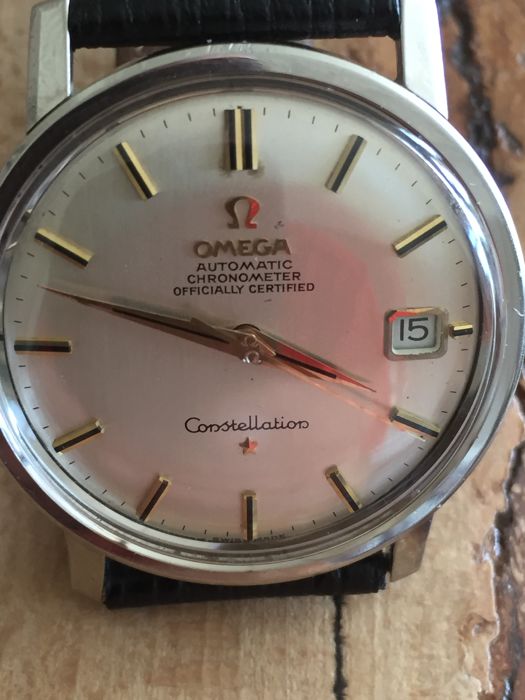 OMEGA
AUTOMATIC
CHRONOMETER
OFFICIALLY CERTIFIED
15
Constellation